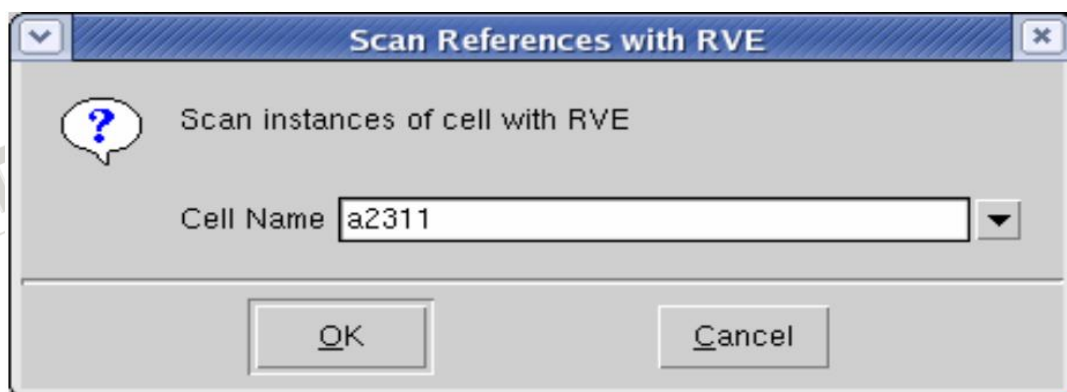 Scan References with RVE
Scan instances of cell with RVE
Cell Name a2311
OK Cancel